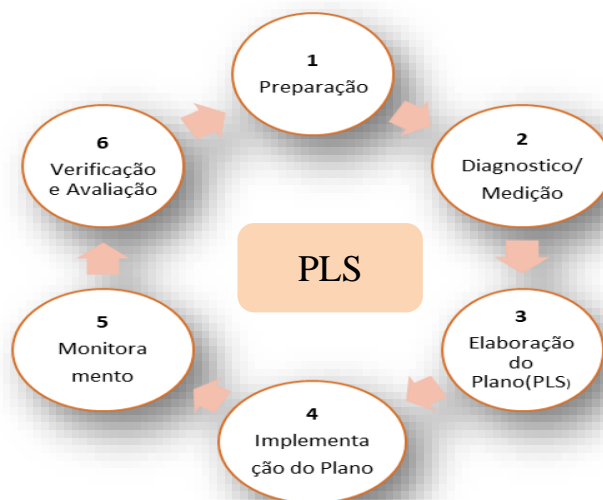 1
Preparação
2
Diagnostico/
Medição
3
Elaboração
do
Plano(PLS)
4
Implementa
ção do Plano
5
Monitora
mento
6
Verificação
e Avaliação
PLS